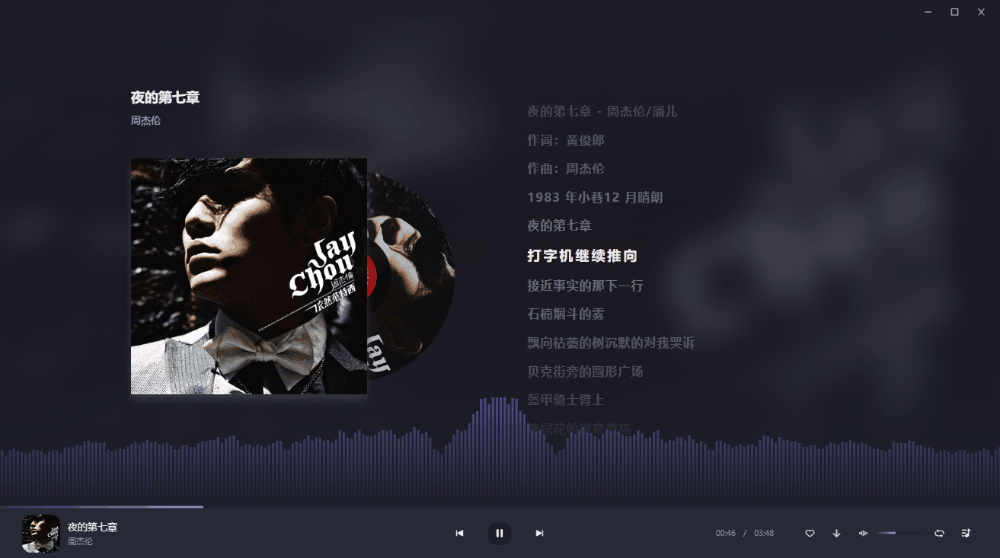 夜的第七章
周杰伦
Jay
Chou
周杰倫
依然范特西
Jay
夜的第七章 - 周杰伦/潘儿
作词：黃俊郎
作曲：周杰伦
1983 年小巷12 月晴朗
夜的第七章
打字机继续推向
接近事实的那下一行
石楠烟斗的雾
飘向枯萎的树沉默的对我哭诉
贝克街旁的圆形广场
盔甲骑士臂上
夜的第七章
周杰伦
00:46 / 03:48